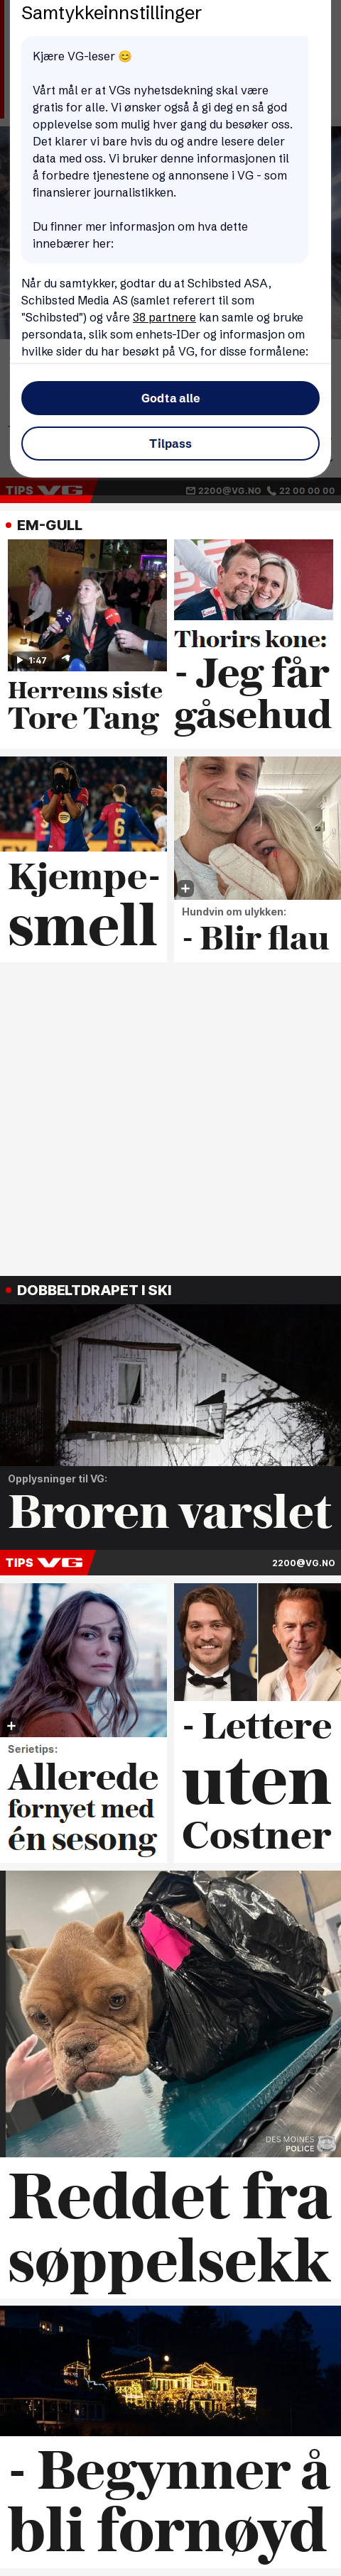 Samtykkeinnstillinger
Kjære VG-leser 😊
Vårt mål er at VGs nyhetsdekning skal være
gratis for alle. Vi ønsker også å gi deg en så god
opplevelse som mulig hver gang du besøker oss.
Det klarer vi bare hvis du og andre lesere deler
data med oss. Vi bruker denne informasjonen til
å forbedre tjenestene og annonsene i VG - som
finansierer journalistikken.
Du finner mer informasjon om hva dette
innebærer her:
Når du samtykker, godtar du at Schibsted ASA,
Schibsted Media AS (samlet referert til som
"Schibsted") og våre 38 partnere kan samle og bruke
persondata, slik som enhets-IDer og informasjon om
hvilke sider du har besøkt på VG, for disse formålene:
Godta alle
Tilpass
TIPS VG 2200@VG.NO 22 00 00 00
EM-GULL
1:47
Herrems siste
Tore Tang
Thorirs kone:
- Jeg får
gåsehud
Kjempe-
smell
Hundvin om ulykken:
- Blir flau
DOBBELTDRAPET I SKI
Opplysninger til VG:
Broren varslet
TIPS VG 2200@VG.NO
Serietips:
Allerede
fornyet med
én sesong
- Lettere
uten
Costner
DES MOINES
POLICE
Reddet fra
søppelsekk
- Begynner å
bli fornøyd